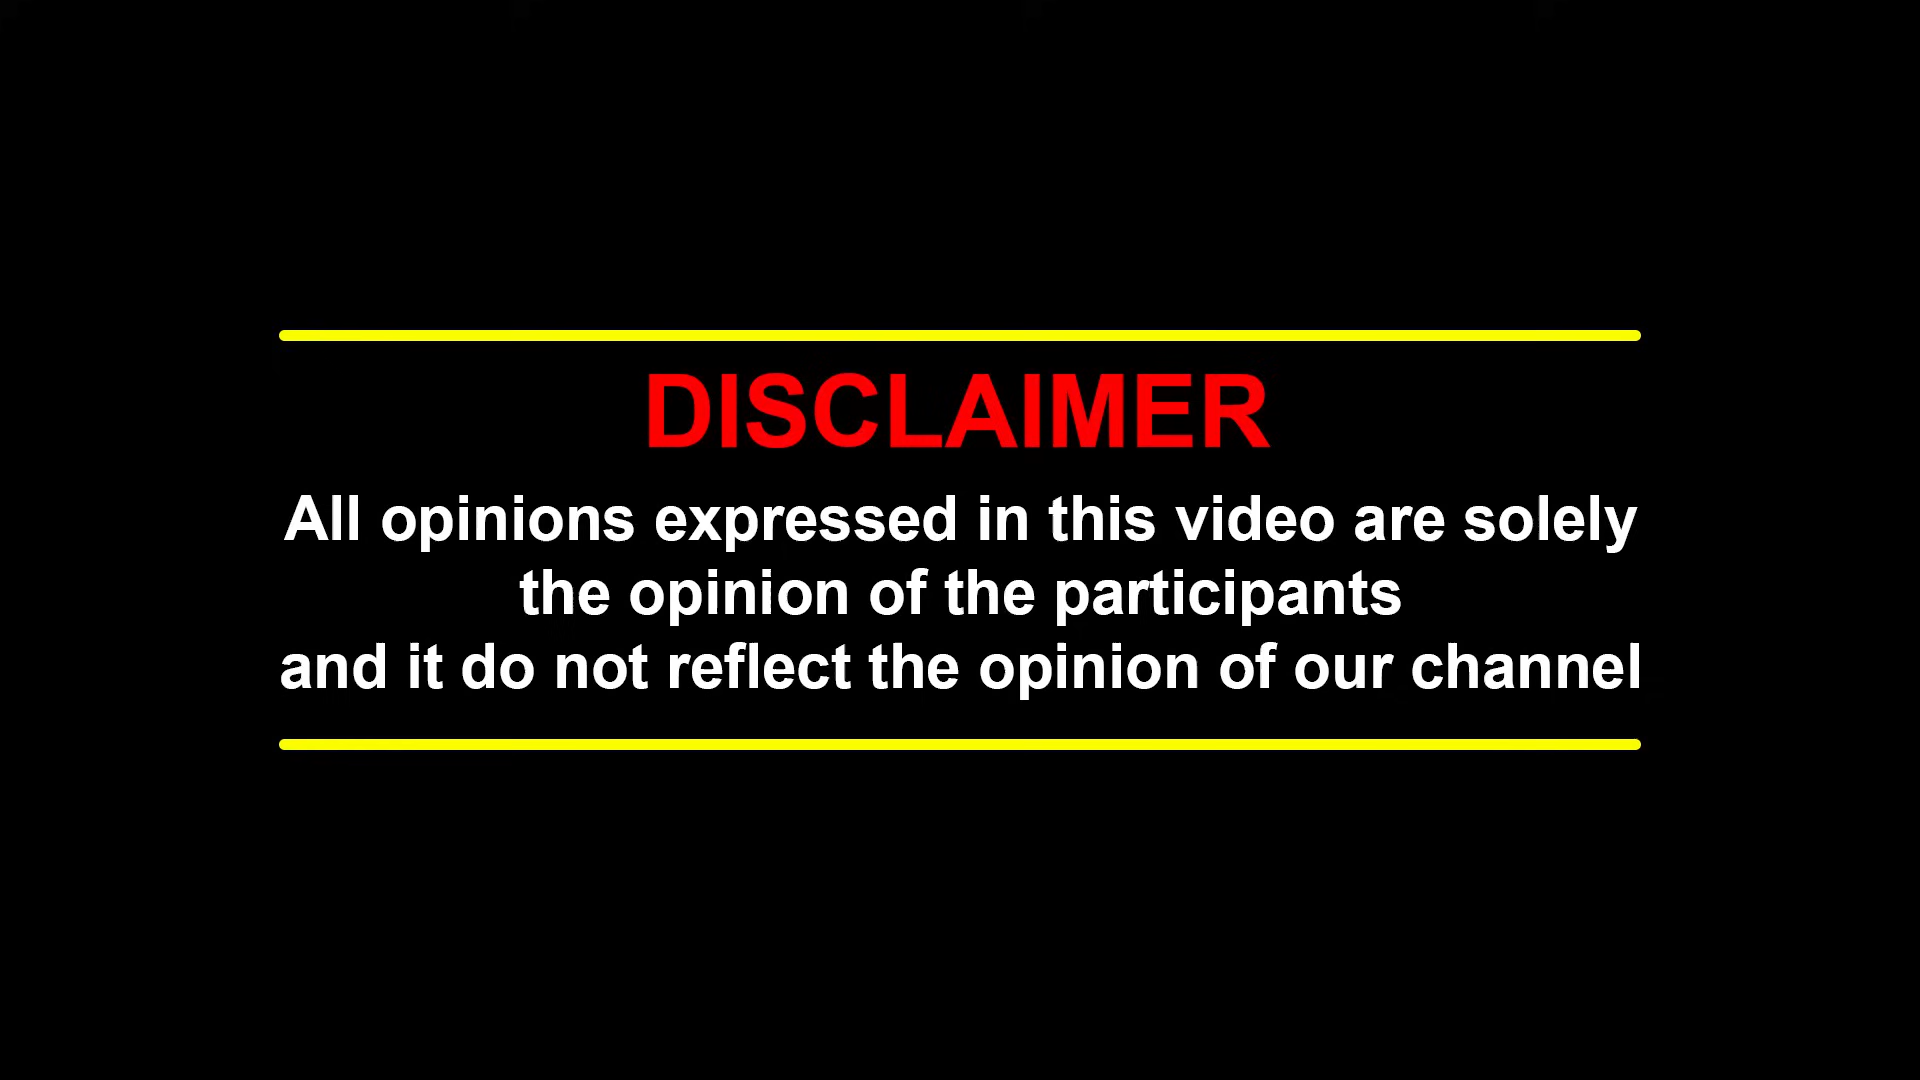 DISCLAIMER
All opinions expressed in this video are solely
the opinion of the participants
and it do not reflect the opinion of our channel